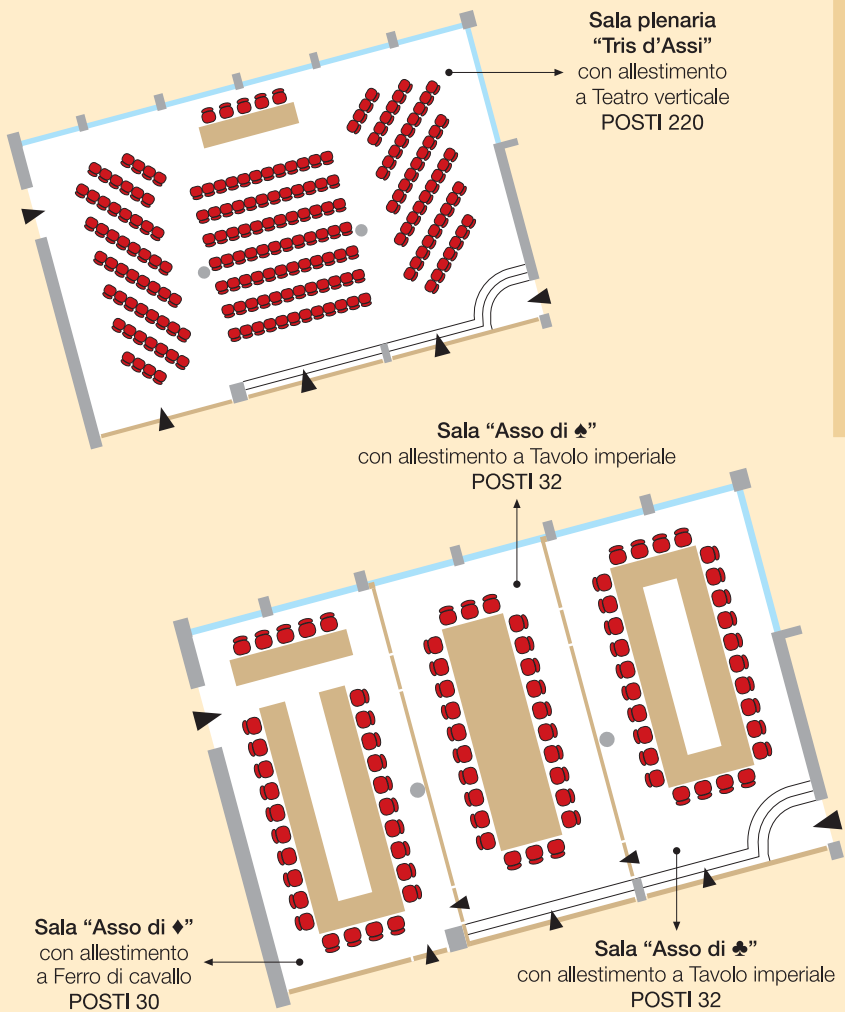 Sala plenaria
“Tris d’Assi”
con allestimento
a Teatro verticale
POSTI 220
Sala “Asso di ♠”
con allestimento a Tavolo imperiale
POSTI 32
Sala “Asso di ♦”
con allestimento
a Ferro di cavallo
POSTI 30
Sala “Asso di ♣”
con allestimento a Tavolo imperiale
POSTI 32